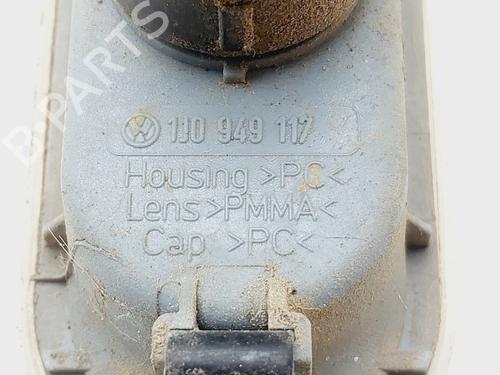 1J0 949 117
Housing >PC<
Lens >PMMA<
Cap >PC<
B-Parts